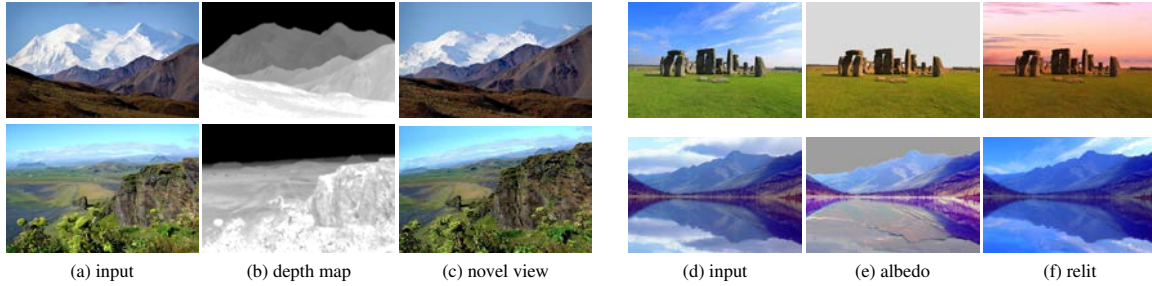 (a) input
(b) depth map
(c) novel view
(d) input
(e) albedo
(f) relit